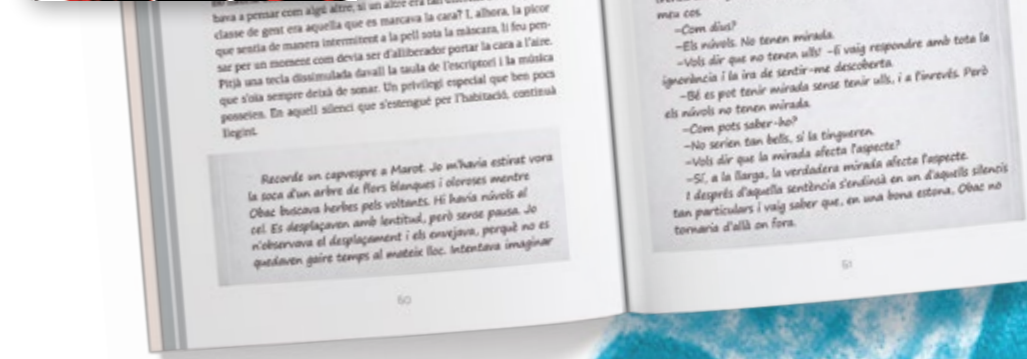 bava a pensar com algú altre, si un altre era tan
classe de gent era aquella que es marcava la cara? I, alhora, la picor
que sentia de manera intermitent a la pell sota la màscara, li feu pen-
sar per un moment com devia ser d'alliberador portar la cara a l'aire.
Pitjà una tecla dissimulada davall la taula de l'escriptori i la música
que s'oïa sempre deixà de sonar. Un privilegi especial que ben pocs
posseïen. En aquell silenci que s'estengué per l'habitació, continuà
llegint.
Recorde un capvespre a Marot. Jo m'havia estirat vora
la soca d'un arbre de flors blanques i oloroses mentre
Obac buscava herbes pels voltants. Hi havia núvols al
cel. Es desplaçaven amb lentitud, però sense pausa. Jo
n'observava el desplaçament i els envejava, perquè no es
quedaven gaire temps al mateix lloc. Intentava imaginar
60
meu cos.
–Com dius?
–Els núvols. No tenen mirada.
–Vols dir que no tenen ulls? –li vaig respondre amb tota la
ignorància i la ira de sentir-me descoberta.
–Bé es pot tenir mirada sense tenir ulls, i a l'inrevés. Però
els núvols no tenen mirada.
–Com pots saber-ho?
–No serien tan bells, si la tingueren.
–Vols dir que la mirada afecta l'aspecte?
–Sí, a la llarga, la verdadera mirada afecta l'aspecte.
I després d'aquella sentència s'endinsà en un d'aquells silencis
tan particulars i vaig saber que, en una bona estona, Obac no
tornaria d'allà on fora.
61